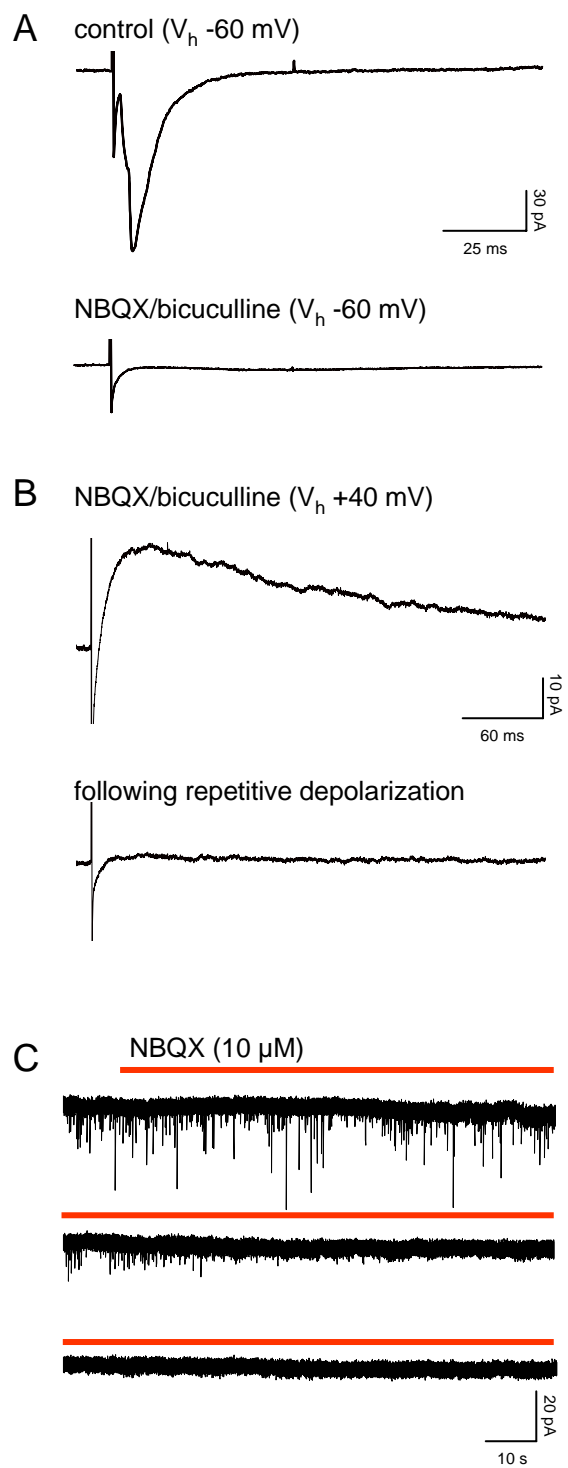 A
control (Vh -60 mV)
30 pA
25 ms
NBQX/bicuculline (Vh -60 mV)
B
NBQX/bicuculline (Vh +40 mV)
10 pA
60 ms
following repetitive depolarization
C
NBQX (10 µM)
20 pA
10 s